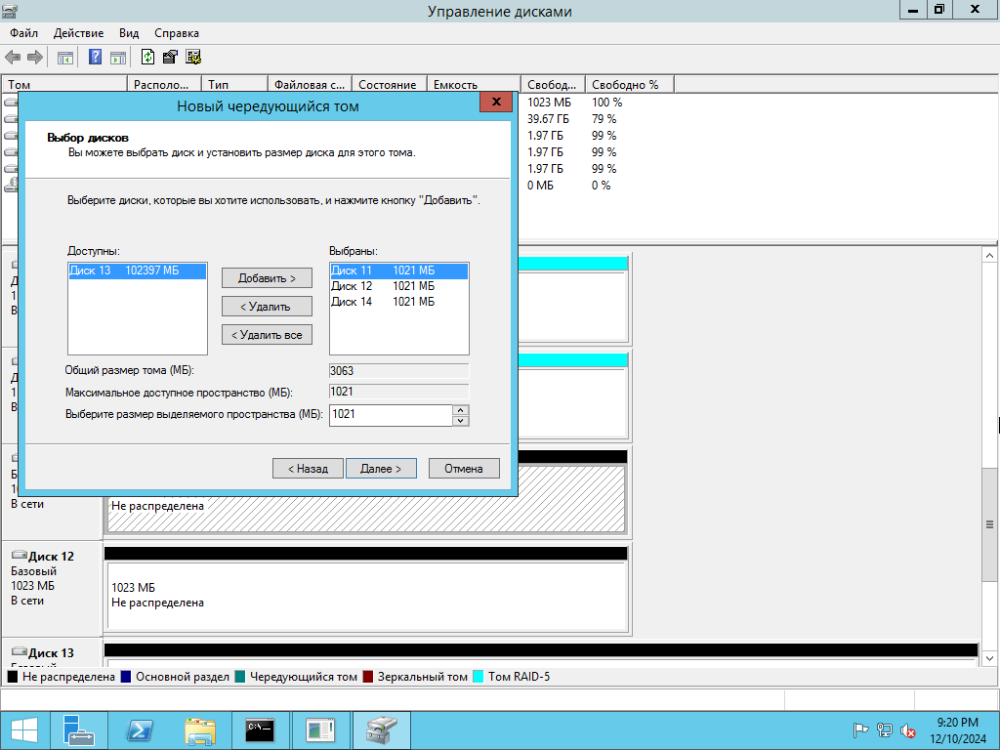 Управление дисками
Файл Действие Вид Справка
Том Располо... Тип Файловая с... Состояние Емкость Свобод... Свободно %
1023 МБ 100 %
39.67 ГБ 79 %
1.97 ГБ 99 %
1.97 ГБ 99 %
1.97 ГБ 99 %
0 МБ 0 %
Новый чередующийся том
x
Выбор дисков
Вы можете выбрать диск и установить размер диска для этого тома.
Выберите диски, которые вы хотите использовать, и нажмите кнопку "Добавить".
Доступны:
Диск 13 102397 МБ
Добавить >
< Удалить
< Удалить все
Выбраны:
Диск 11 1021 МБ
Диск 12 1021 МБ
Диск 14 1021 МБ
Общий размер тома (МБ): 3063
Максимальное доступное пространство (МБ): 1021
Выберите размер выделяемого пространства (МБ): 1021
< Назад Далее > Отмена
В сети
Не распределена
Диск 12
Базовый
1023 МБ
В сети
1023 МБ
Не распределена
Диск 13
Не распределена Основной раздел Чередующийся том Зеркальный том Том RAID-5
C:\_
9:20 PM
12/10/2024